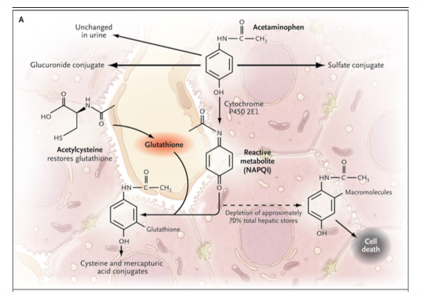 A
Unchanged
in urine
Acetaminophen
O
HN C CH3
Glucuronide conjugate
Sulfate conjugate
OH
Cytochrome
P450 2E1
O
H
N
HO
O
HS
Acetylcysteine
restores glutathione
Glutathione
O
N
O
Reactive
metabolite
(NAPQI)
O
HN C CH3
Glutathione
OH
Depletion of approximately
70% total hepatic stores
O
HN C CH3
Macromolecules
OH
Cell
death
Cysteine and mercapturic
acid conjugates